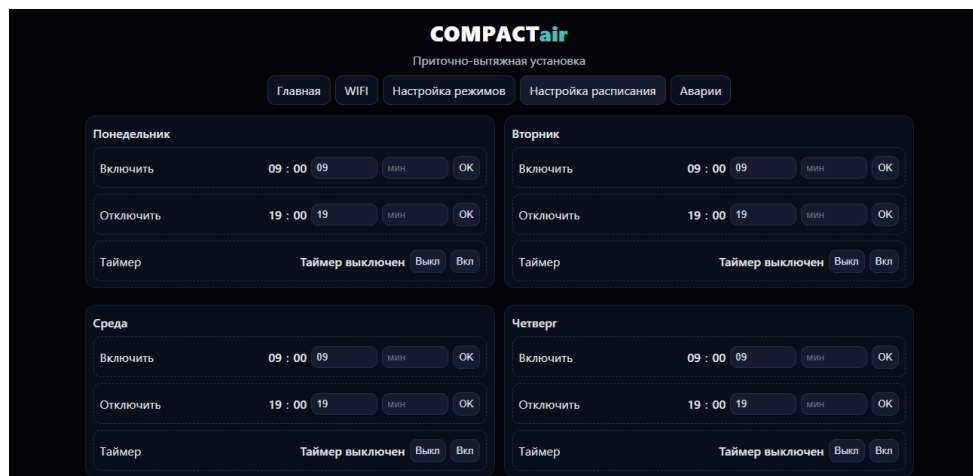 COMPACTair
Приточно-вытяжная установка
Главная WIFI Настройка режимов Настройка расписания Аварии
Понедельник
Включить 09 : 00 09 мин OK
Отключить 19 : 00 19 мин OK
Таймер Таймер выключен Выкл Вкл
Вторник
Включить 09 : 00 09 мин OK
Отключить 19 : 00 19 мин OK
Таймер Таймер выключен Выкл Вкл
Среда
Включить 09 : 00 09 мин OK
Отключить 19 : 00 19 мин OK
Таймер Таймер выключен Выкл Вкл
Четверг
Включить 09 : 00 09 мин OK
Отключить 19 : 00 19 мин OK
Таймер Таймер выключен Выкл Вкл